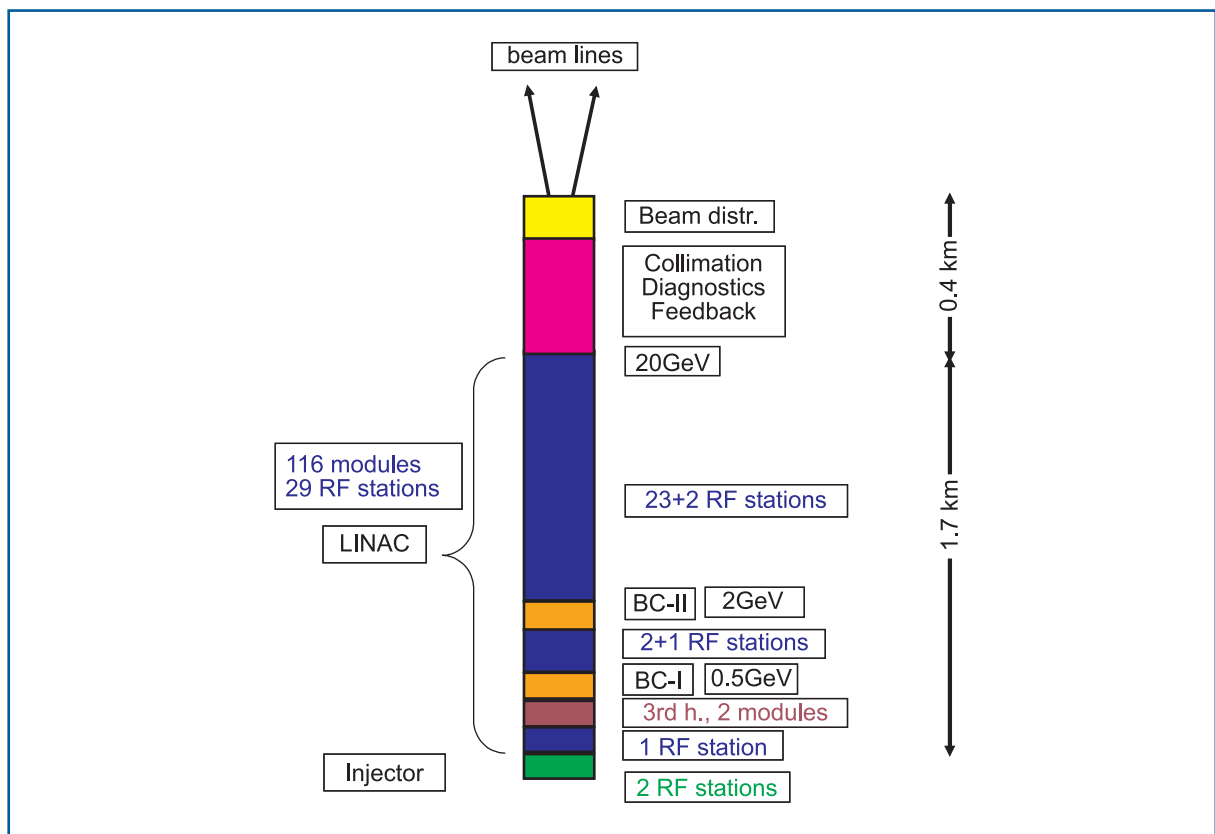 beam lines
Beam distr.
Collimation
Diagnostics
Feedback
0.4 km
20GeV
116 modules
29 RF stations
23+2 RF stations
1.7 km
LINAC
BC-II
2GeV
2+1 RF stations
BC-I
0.5GeV
3rd h., 2 modules
1 RF station
Injector
2 RF stations